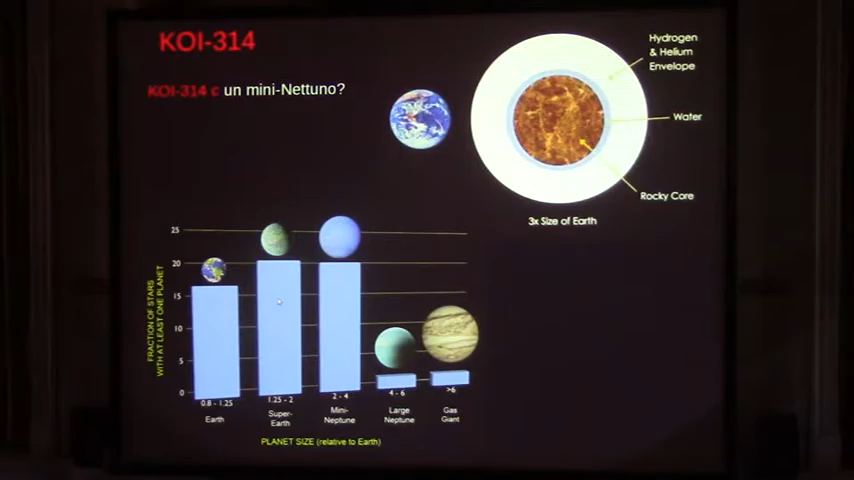 KOI-314
KOI-314 c un mini-Nettuno?
Hydrogen
& Helium
Envelope
Water
Rocky Core
3x Size of Earth
FRACTION OF STARS
WITH AT LEAST ONE PLANET
25
20
15
10
5
0
0.8 - 1.25
1.25 - 2
2 - 4
4 - 6
>6
Earth
Super-
Earth
Mini-
Neptune
Large
Neptune
Gas
Giant
PLANET SIZE (relative to Earth)